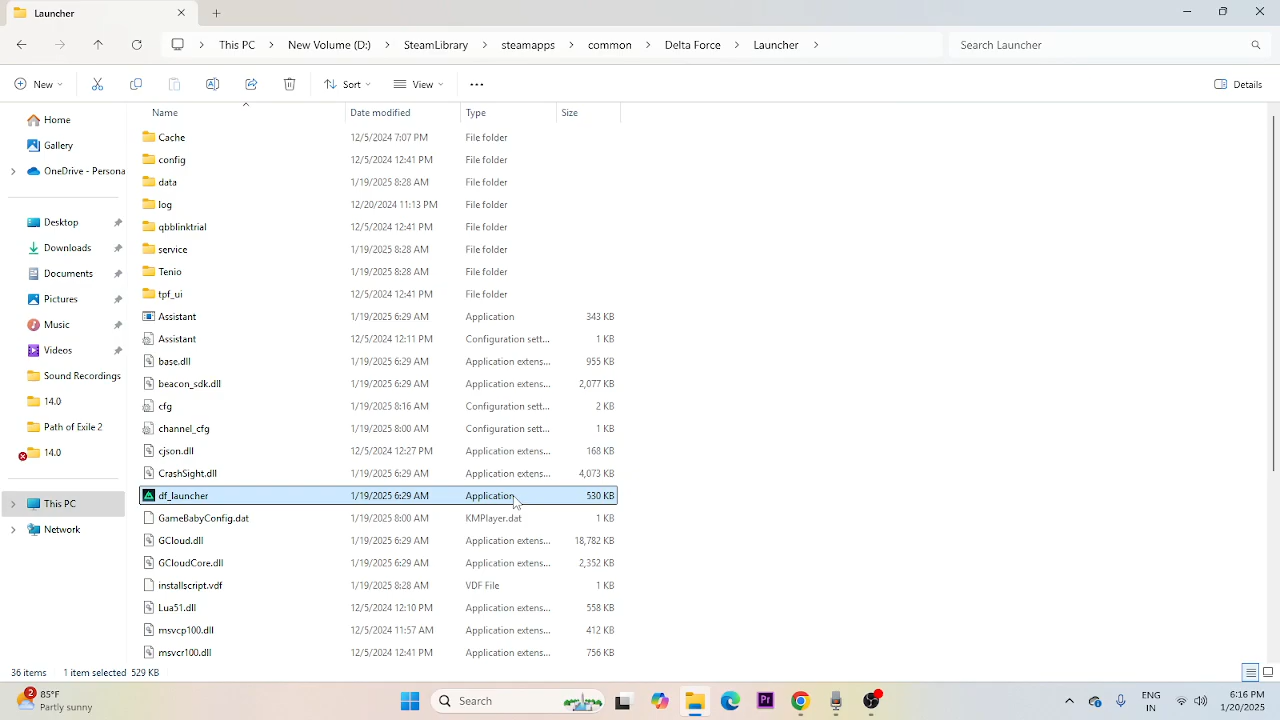 Launcher
This PC > New Volume (D:) > SteamLibrary > steamapps > common > Delta Force > Launcher >
Search Launcher
New
Sort
View
Details
Name Date modified Type Size
Home
Gallery
OneDrive - Persona
Desktop
Downloads
Documents
Pictures
Music
Videos
Sound Recordings
14.0
Path of Exile 2
14.0
This PC
Network
Cache 12/5/2024 7:07 PM File folder
config 12/5/2024 12:41 PM File folder
data 1/19/2025 8:28 AM File folder
log 12/20/2024 11:13 PM File folder
qbblinktrial 12/5/2024 12:41 PM File folder
service 1/19/2025 8:28 AM File folder
Tenio 1/19/2025 8:28 AM File folder
tpf_ui 12/5/2024 12:41 PM File folder
Assistant 1/19/2025 6:29 AM Application 343 KB
Assistant 12/5/2024 12:11 PM Configuration sett... 1 KB
base.dll 1/19/2025 6:29 AM Application extens... 955 KB
beacon_sdk.dll 1/19/2025 6:29 AM Application extens... 2,077 KB
cfg 1/19/2025 8:16 AM Configuration sett... 2 KB
channel_cfg 1/19/2025 8:00 AM Configuration sett... 1 KB
cjson.dll 12/5/2024 12:27 PM Application extens... 168 KB
CrashSight.dll 1/19/2025 6:29 AM Application extens... 4,073 KB
df_launcher 1/19/2025 6:29 AM Application 530 KB
GameBabyConfig.dat 1/19/2025 8:00 AM KMPlayer.dat 1 KB
GCloud.dll 1/19/2025 6:29 AM Application extens... 18,782 KB
GCloudCore.dll 1/19/2025 6:29 AM Application extens... 2,352 KB
installscript.vdf 1/19/2025 8:28 AM VDF File 1 KB
Lua51.dll 12/5/2024 12:10 PM Application extens... 558 KB
msvcp100.dll 12/5/2024 11:57 AM Application extens... 412 KB
msvcr100.dll 12/5/2024 12:41 PM Application extens... 756 KB
36 items 1 item selected 529 KB
2
85°F
Partly sunny
Search
Pr
ENG
IN
6:16 PM
1/20/2025